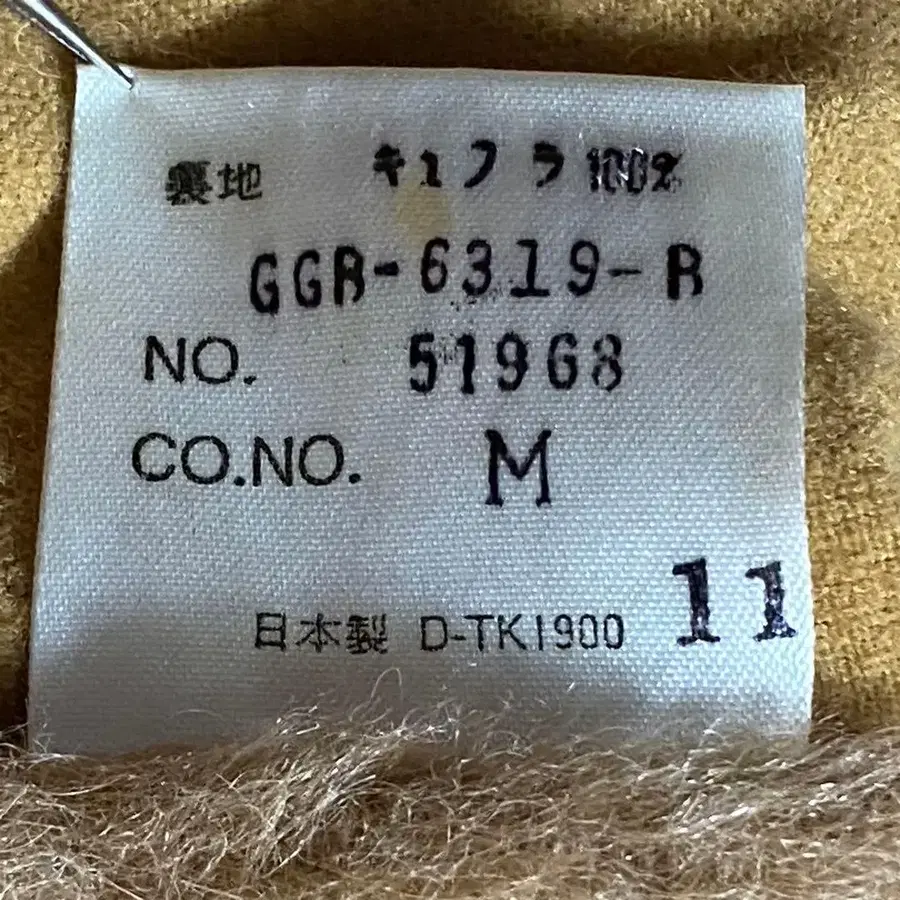 裏地 キュプラ 100%
GGR-6319-R
NO. 51968
CO.NO. M
11
日本製 D-TK1900